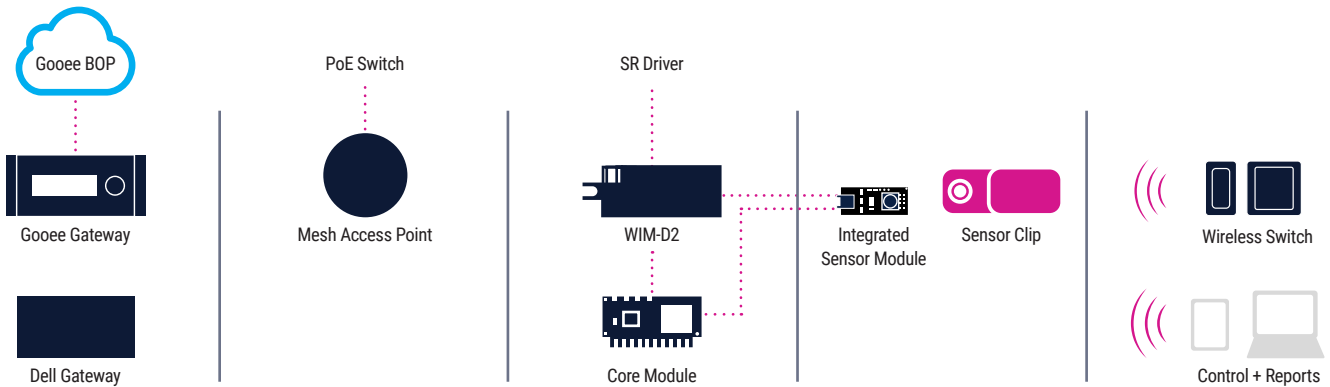 Gooee BOP
Gooee Gateway
Dell Gateway
PoE Switch
Mesh Access Point
SR Driver
WIM-D2
Core Module
Integrated
Sensor Module
Sensor Clip
Wireless Switch
Control + Reports